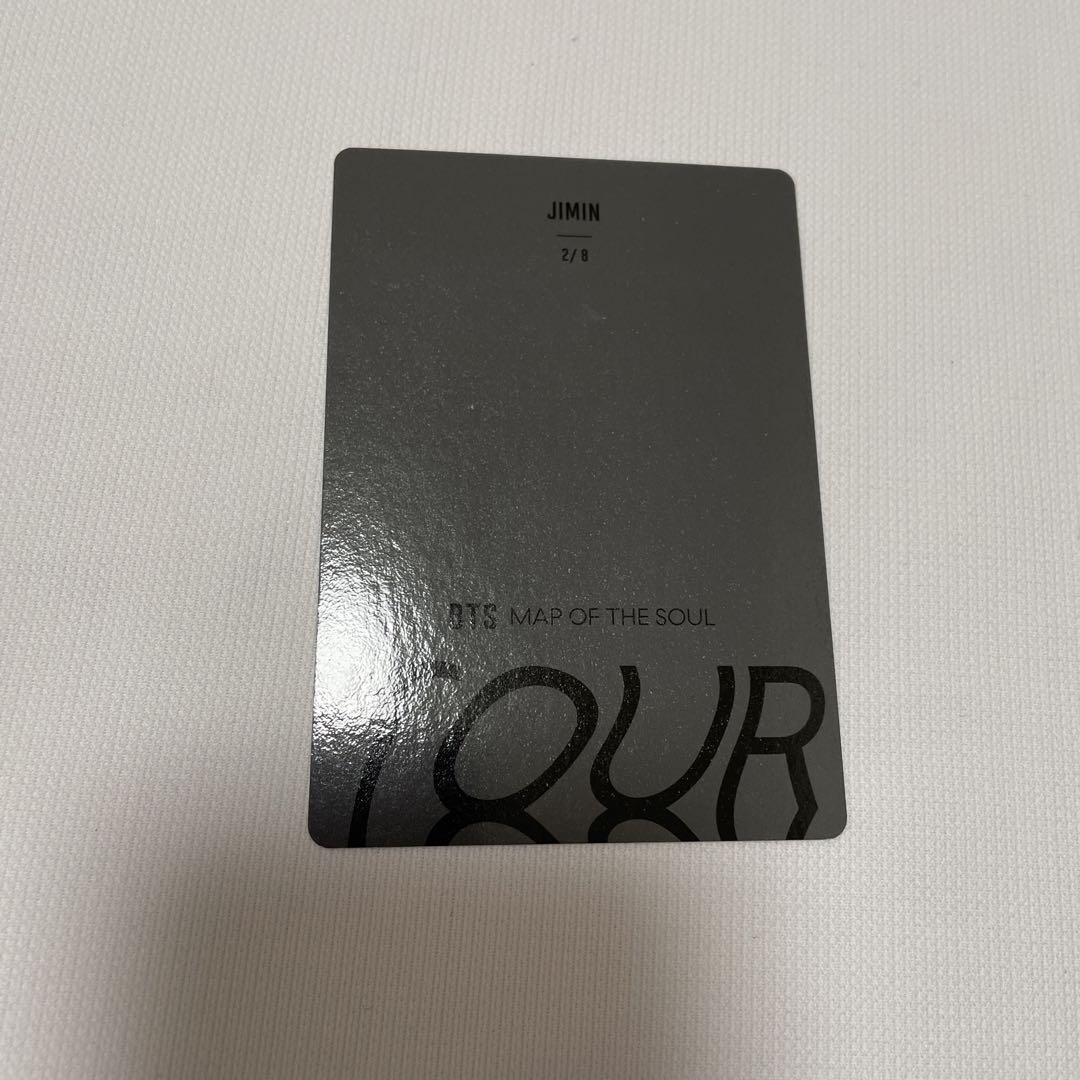 JIMIN
2/8
BTS MAP OF THE SOUL
TOUR